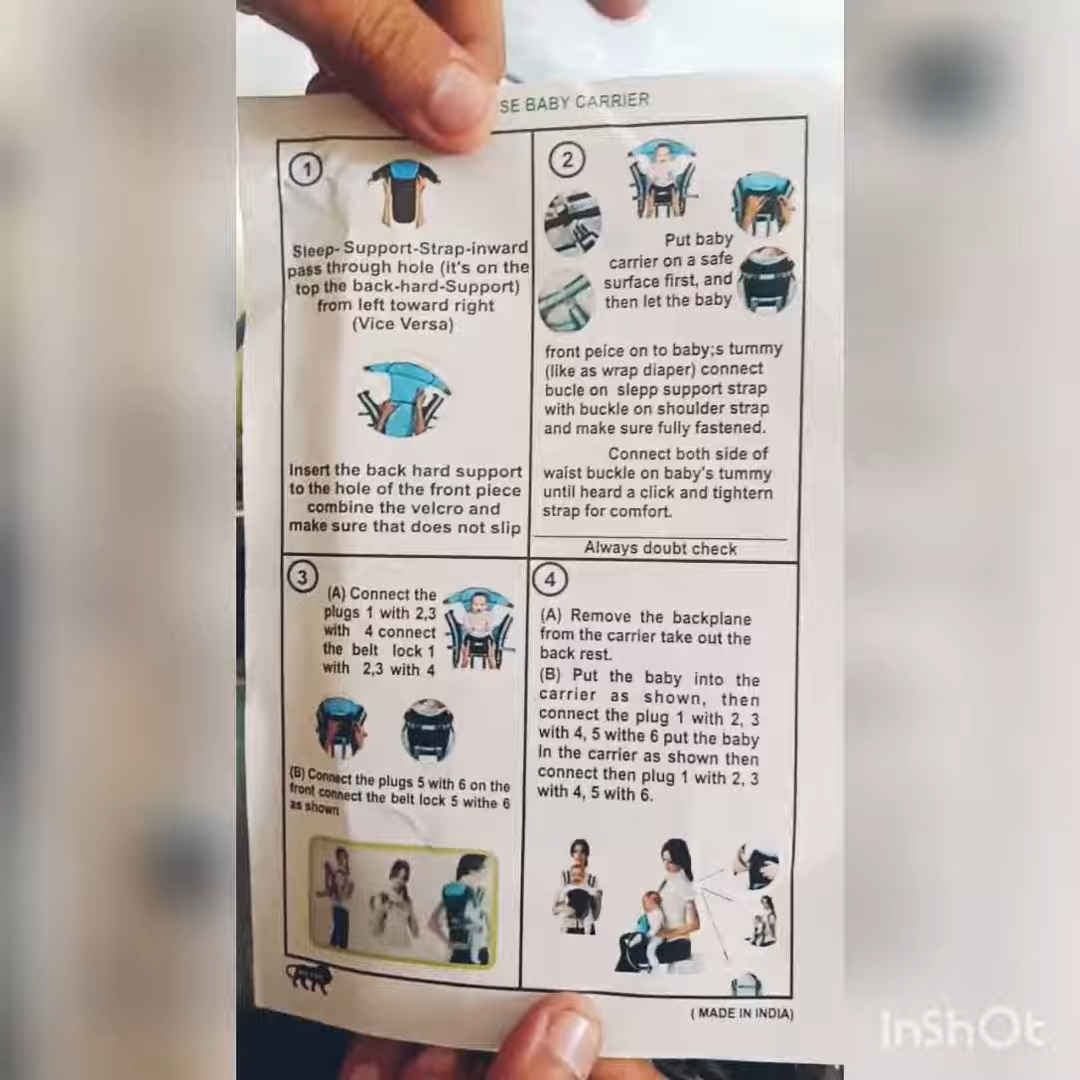 SE BABY CARRIER
1
Sleep- Support-Strap-inward
pass through hole (it's on the
top the back-hard-Support)
from left toward right
(Vice Versa)
Insert the back hard support
to the hole of the front piece
combine the velcro and
make sure that does not slip
2
Put baby
carrier on a safe
surface first, and
then let the baby
front peice on to baby;s tummy
(like as wrap diaper) connect
bucle on slepp support strap
with buckle on shoulder strap
and make sure fully fastened.
Connect both side of
waist buckle on baby's tummy
until heard a click and tightern
strap for comfort.
Always doubt check
3
(A) Connect the
plugs 1 with 2,3
with 4 connect
the belt lock 1
with 2,3 with 4
(B) Connect the plugs 5 with 6 on the
front connect the belt lock 5 withe 6
as shown
4
(A) Remove the backplane
from the carrier take out the
back rest.
(B) Put the baby into the
carrier as shown, then
connect the plug 1 with 2, 3
with 4, 5 withe 6 put the baby
In the carrier as shown then
connect then plug 1 with 2, 3
with 4, 5 with 6.
( MADE IN INDIA)
InShOt